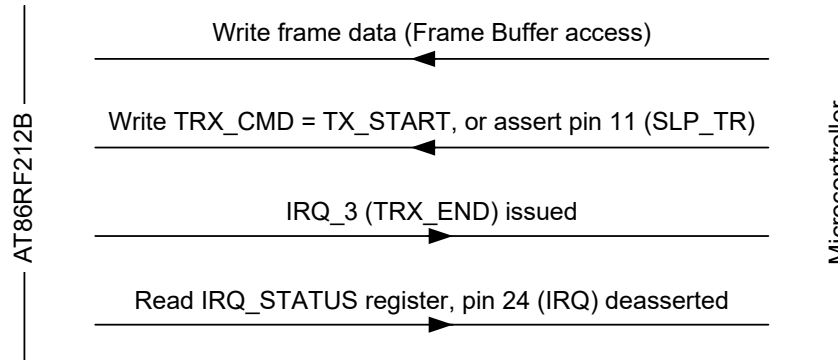 Write frame data (Frame Buffer access)
Write TRX_CMD = TX_START, or assert pin 11 (SLP_TR)
IRQ_3 (TRX_END) issued
Read IRQ_STATUS register, pin 24 (IRQ) deasserted
AT86RF212B
Microcontroller